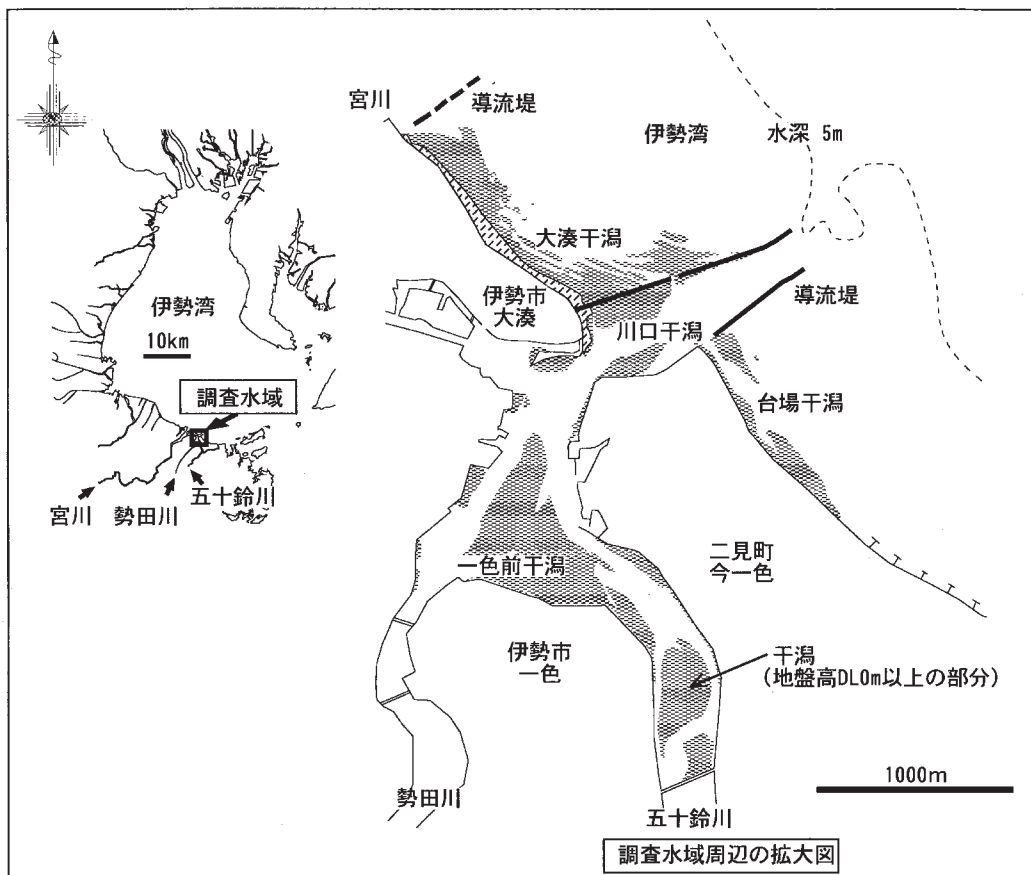 宮川
導流堤
伊勢湾
水深 5m
大湊干潟
伊勢市
大湊
導流堤
川口干潟
台場干潟
伊勢湾
10km
調査水域
五十鈴川
宮川
勢田川
一色前干潟
二見町
今一色
伊勢市
一色
干潟
(地盤高DL0m以上の部分)
1000m
勢田川
五十鈴川
調査水域周辺の拡大図